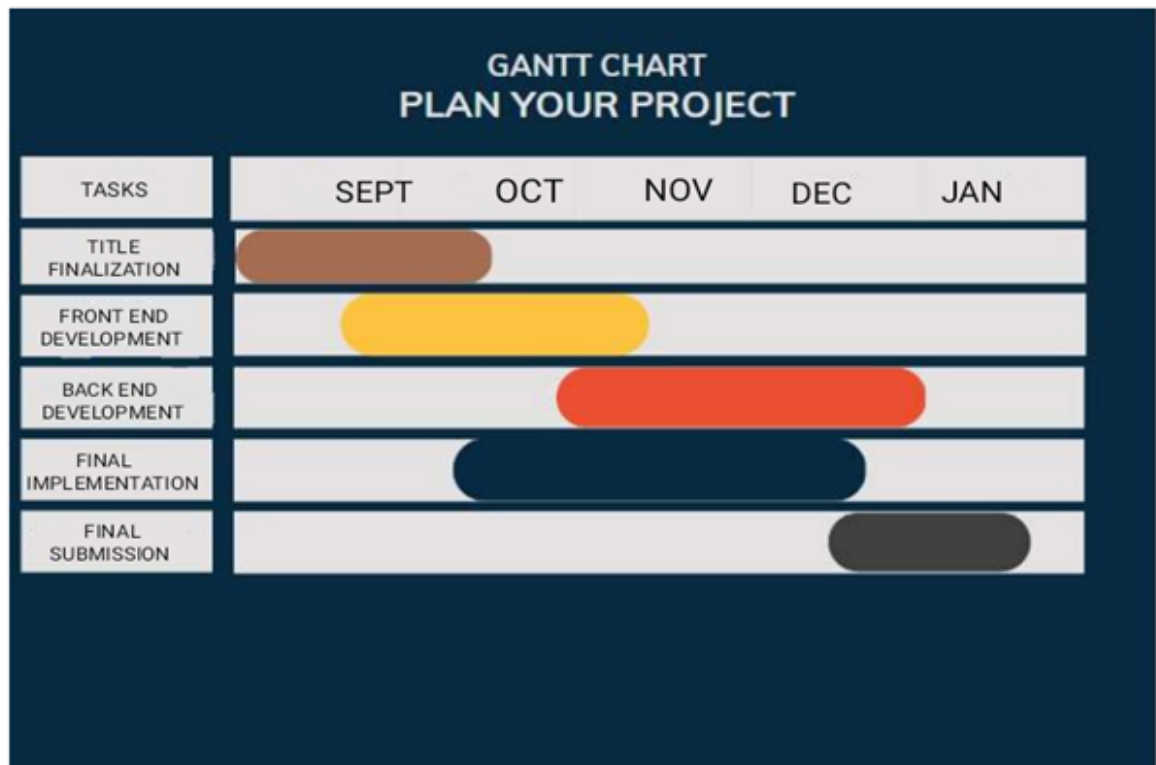 GANTT CHART
PLAN YOUR PROJECT
TASKS SEPT OCT NOV DEC JAN
TITLE
FINALIZATION
FRONT END
DEVELOPMENT
BACK END
DEVELOPMENT
FINAL
IMPLEMENTATION
FINAL
SUBMISSION